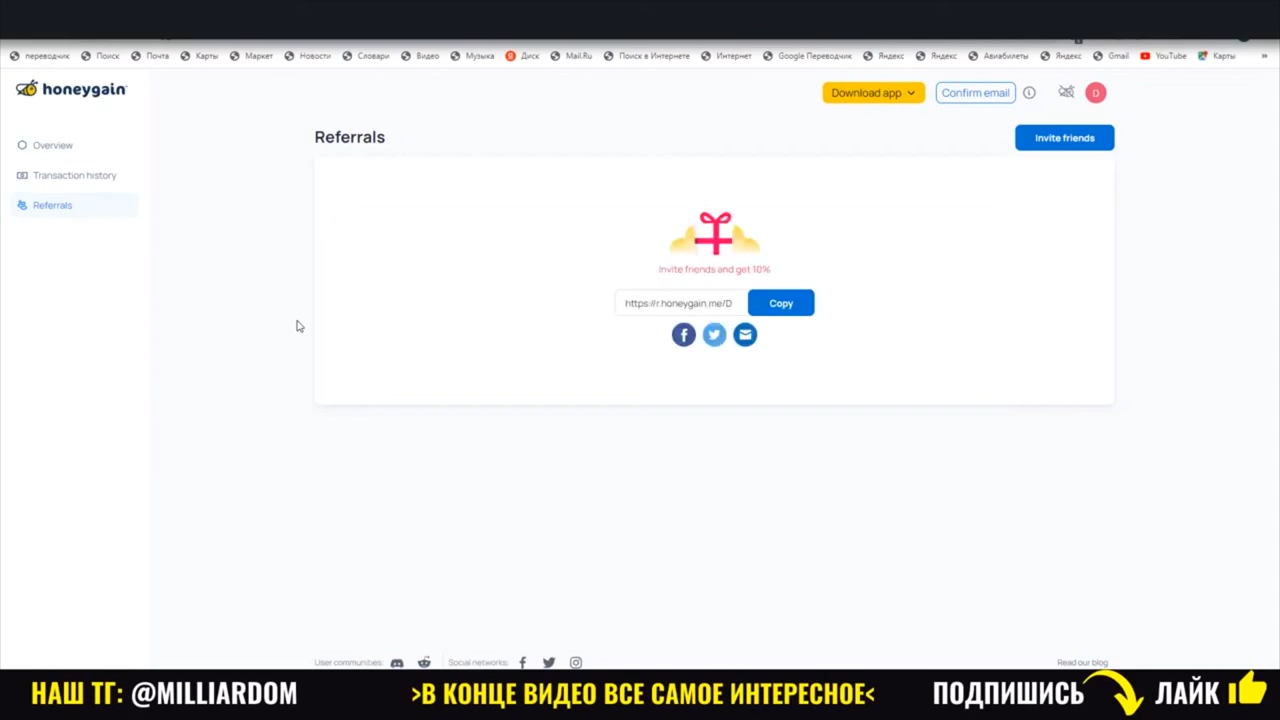 переводчик Поиск Почта Карты Маркет Новости Словари Видео Музыка Диск Mail.Ru Поиск в Интернете Интернет Google Переводчик Яндекс Яндекс Авиабилеты Яндекс Gmail YouTube Карты »
honeygain Download app Confirm email D
Referrals Invite friends
Overview
Transaction history
Referrals
Invite friends and get 10%
https://r.honeygain.me/D Copy
User communities: Social networks: Read our blog
НАШ ТГ: @MILLIARDOM >В КОНЦЕ ВИДЕО ВСЕ САМОЕ ИНТЕРЕСНОЕ< ПОДПИШИСЬ ЛАЙК